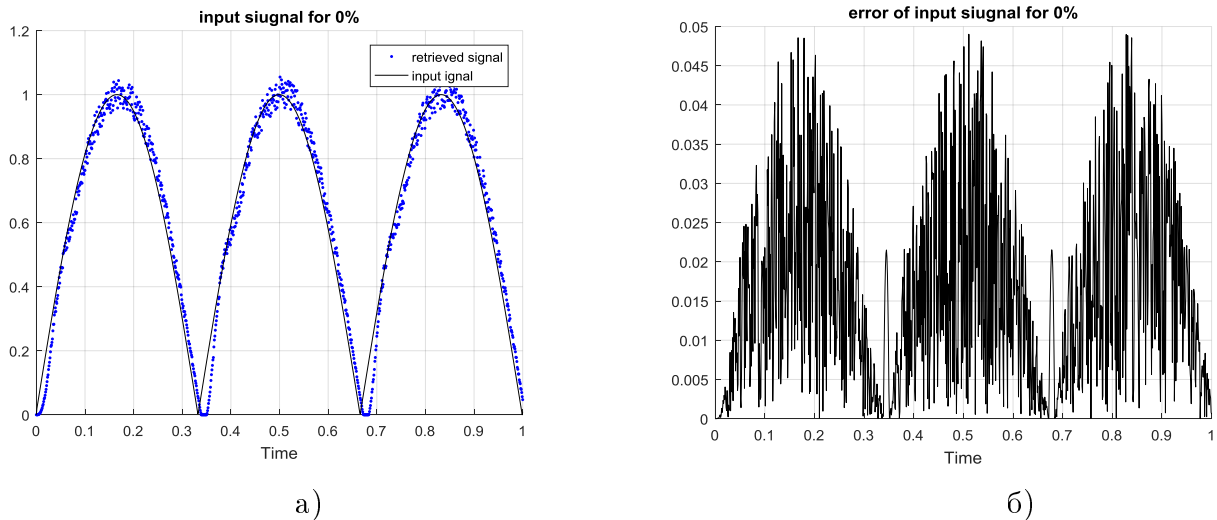 input siugnal for 0%
1.2
1
0.8
0.6
0.4
0.2
0
retrieved signal
input ignal
0 0.1 0.2 0.3 0.4 0.5 0.6 0.7 0.8 0.9 1
Time
а)
error of input siugnal for 0%
0.05
0.045
0.04
0.035
0.03
0.025
0.02
0.015
0.01
0.005
0
0 0.1 0.2 0.3 0.4 0.5 0.6 0.7 0.8 0.9 1
Time
б)